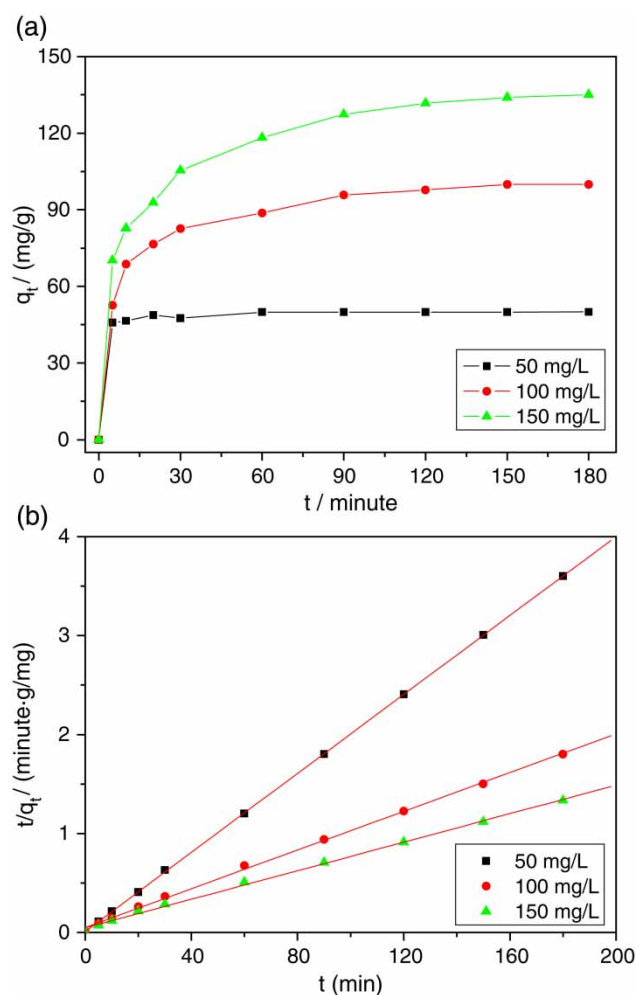 (a)
150
120
90
60
30
0
q_t / (mg/g)
50 mg/L
100 mg/L
150 mg/L
0 30 60 90 120 150 180
t / minute
(b)
4
3
2
1
0
t/q_t / (minute·g/mg)
50 mg/L
100 mg/L
150 mg/L
0 40 80 120 160 200
t (min)